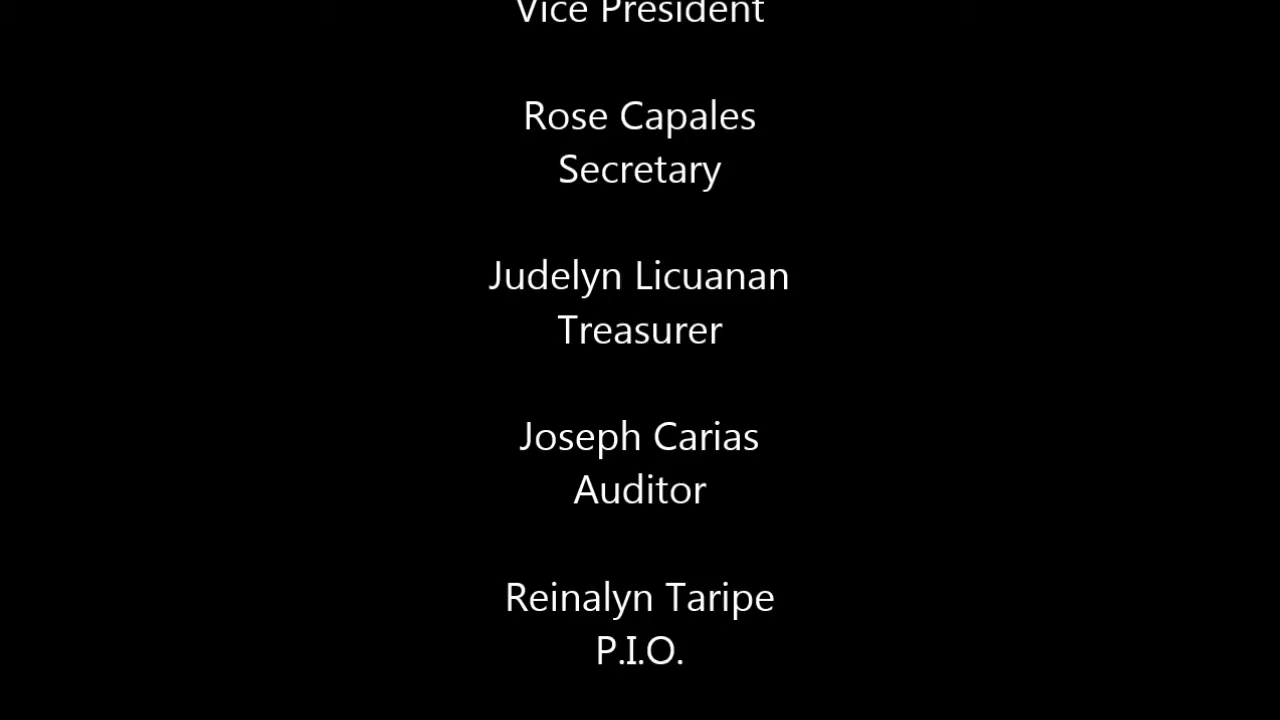 Vice President
Rose Capales
Secretary
Judelyn Licuanan
Treasurer
Joseph Carias
Auditor
Reinalyn Taripe
P.I.O.